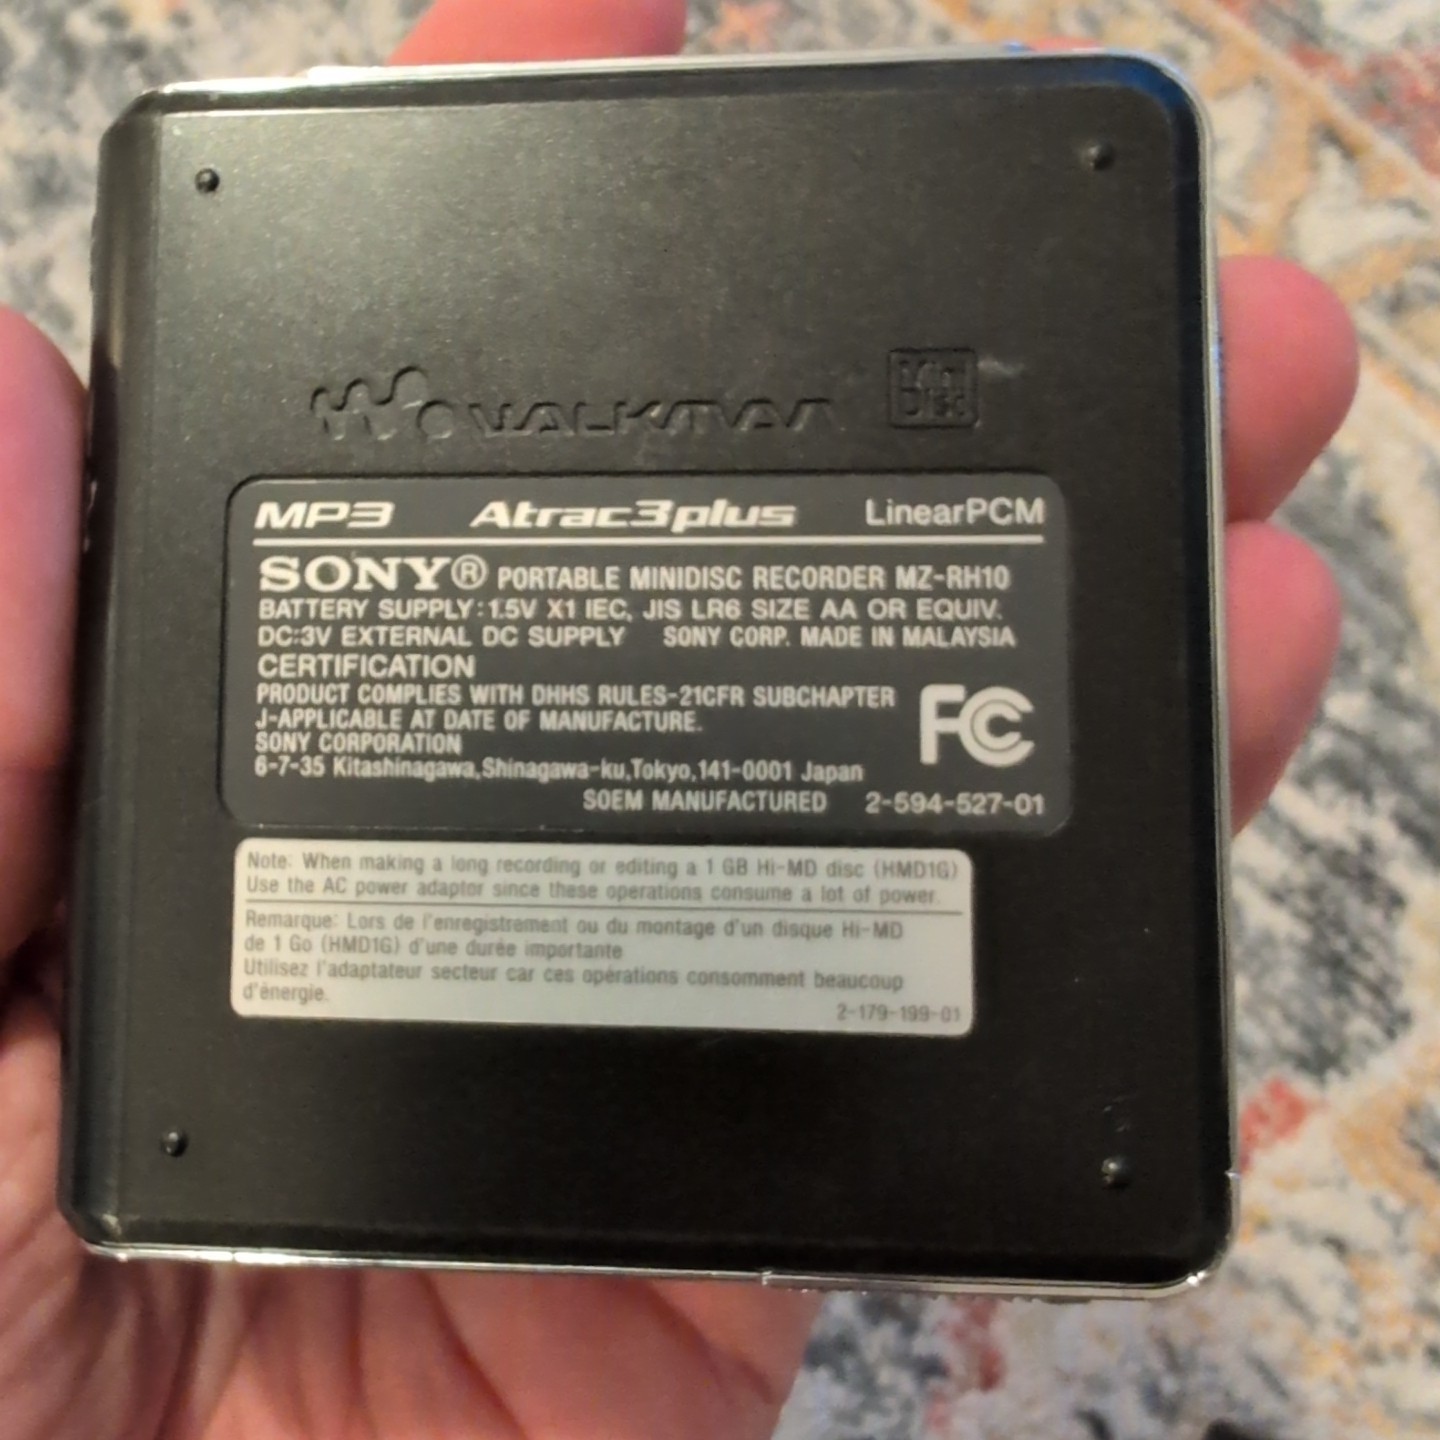 WALKMAN Mini Disc
MP3 Atrac3plus LinearPCM
SONY® PORTABLE MINIDISC RECORDER MZ-RH10
BATTERY SUPPLY:1.5V X1 IEC, JIS LR6 SIZE AA OR EQUIV.
DC:3V EXTERNAL DC SUPPLY SONY CORP. MADE IN MALAYSIA
CERTIFICATION
PRODUCT COMPLIES WITH DHHS RULES-21CFR SUBCHAPTER
J-APPLICABLE AT DATE OF MANUFACTURE.
SONY CORPORATION
6-7-35 Kitashinagawa,Shinagawa-ku,Tokyo,141-0001 Japan
FC
SOEM MANUFACTURED 2-594-527-01
Note: When making a long recording or editing a 1 GB Hi-MD disc (HMD1G)
Use the AC power adaptor since these operations consume a lot of power.
Remarque: Lors de l'enregistrement ou du montage d'un disque Hi-MD
de 1 Go (HMD1G) d'une durée importante
Utilisez l'adaptateur secteur car ces opérations consomment beaucoup
d'énergie.
2-179-199-01